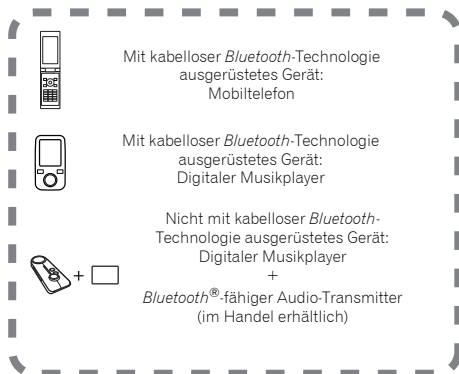 Mit kabelloser Bluetooth-Technologie
ausgerüstetes Gerät:
Mobiltelefon
Mit kabelloser Bluetooth-Technologie
ausgerüstetes Gerät:
Digitaler Musikplayer
Nicht mit kabelloser Bluetooth-
Technologie ausgerüstetes Gerät:
Digitaler Musikplayer
+
+
Bluetooth®-fähiger Audio-Transmitter
(im Handel erhältlich)